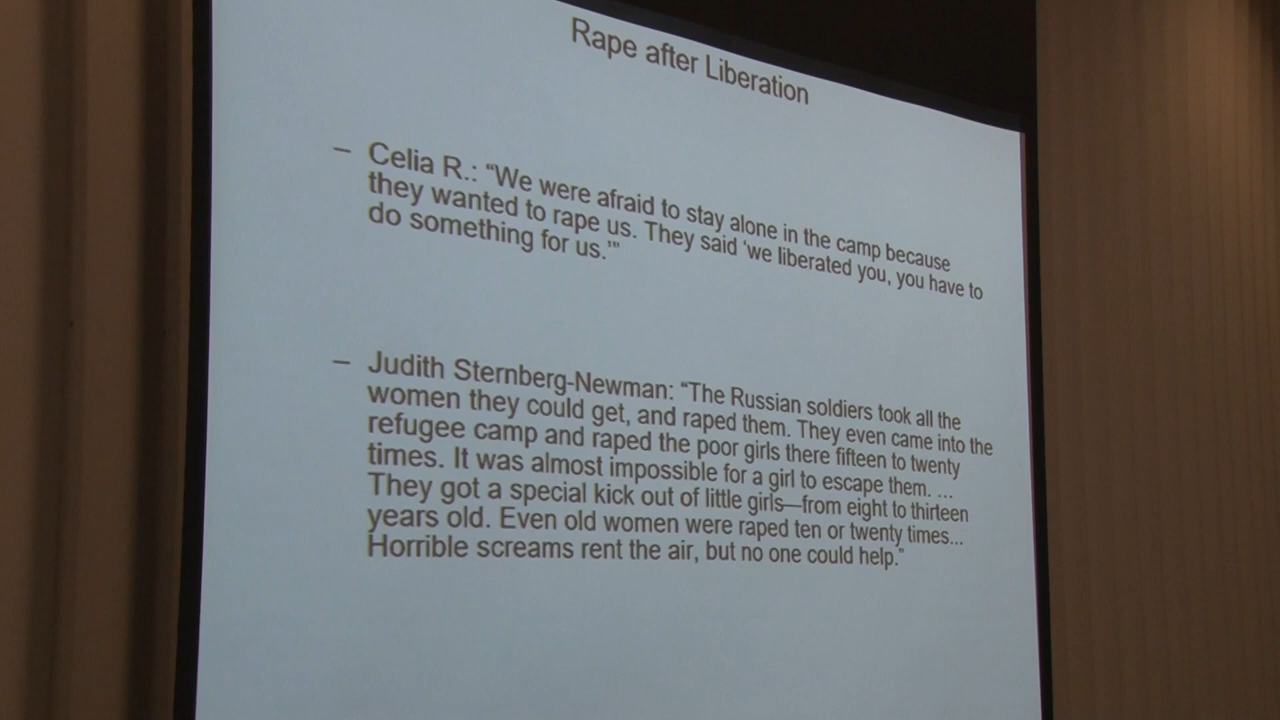 Rape after Liberation
– Celia R.: “We were afraid to stay alone in the camp because
they wanted to rape us. They said ‘we liberated you, you have to
do something for us.’”
– Judith Sternberg-Newman: “The Russian soldiers took all the
women they could get, and raped them. They even came into the
refugee camp and raped the poor girls there fifteen to twenty
times. It was almost impossible for a girl to escape them. ...
They got a special kick out of little girls—from eight to thirteen
years old. Even old women were raped ten or twenty times...
Horrible screams rent the air, but no one could help.”